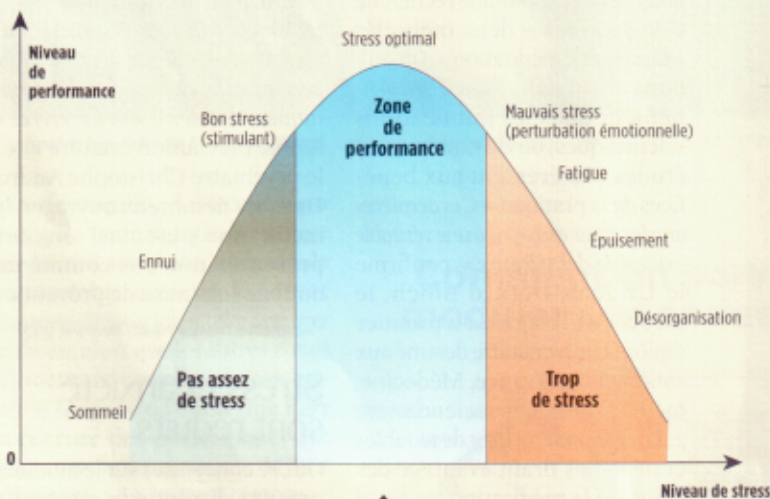 Niveau
de
performance
Stress optimal
Bon stress
(stimulant)
Zone
de
performance
Mauvais stress
(perturbation émotionnelle)
Fatigue
Ennui
Épuisement
Désorganisation
Sommeil
Pas assez
de stress
Trop
de stress
0
Niveau de stress